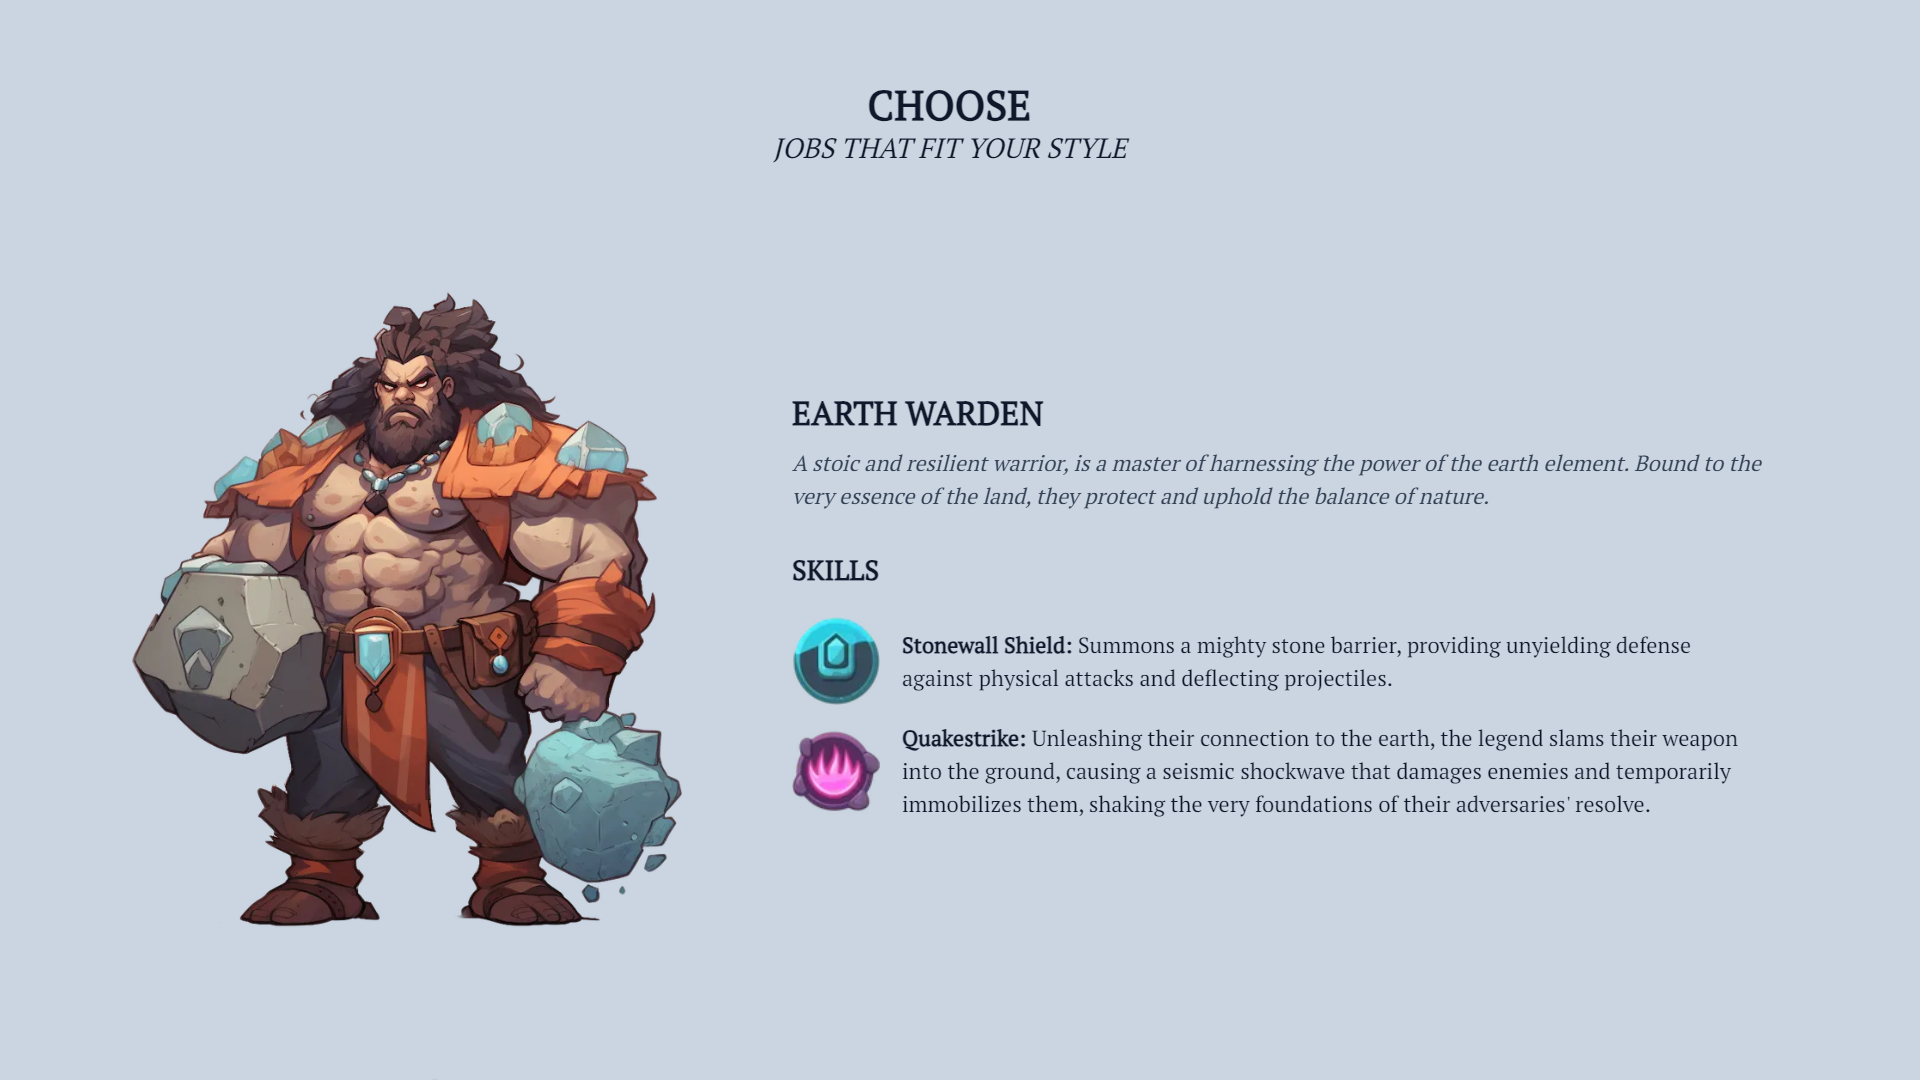 CHOOSE
JOBS THAT FIT YOUR STYLE
EARTH WARDEN
A stoic and resilient warrior, is a master of harnessing the power of the earth element. Bound to the
very essence of the land, they protect and uphold the balance of nature.
SKILLS
Stonewall Shield: Summons a mighty stone barrier, providing unyielding defense
against physical attacks and deflecting projectiles.
Quakestrike: Unleashing their connection to the earth, the legend slams their weapon
into the ground, causing a seismic shockwave that damages enemies and temporarily
immobilizes them, shaking the very foundations of their adversaries' resolve.